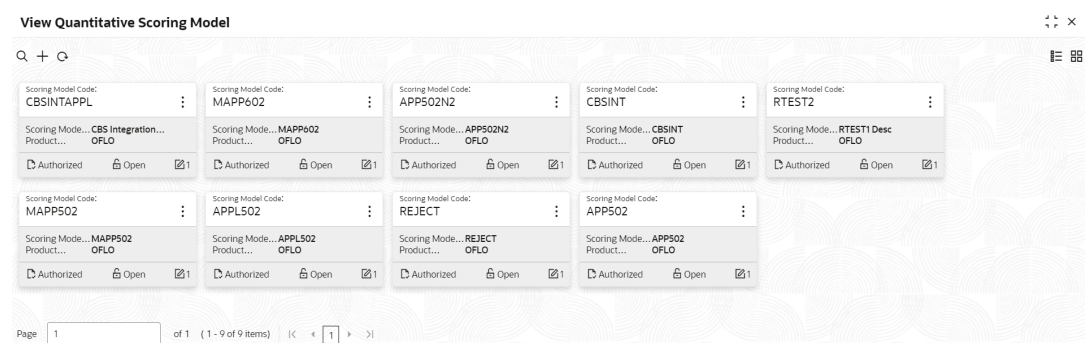 View Quantitative Scoring Model
Scoring Model Code:
CBSINTAPPL
Scoring Mode... CBS Integration...
Product... OFLO
Authorized Open 1
Scoring Model Code:
MAPP602
Scoring Mode... MAPP602
Product... OFLO
Authorized Open 1
Scoring Model Code:
APP502N2
Scoring Mode... APP502N2
Product... OFLO
Authorized Open 1
Scoring Model Code:
CBSINT
Scoring Mode... CBSINT
Product... OFLO
Authorized Open 1
Scoring Model Code:
RTEST2
Scoring Mode... RTEST1 Desc
Product... OFLO
Authorized Open 1
Scoring Model Code:
MAPP502
Scoring Mode... MAPP502
Product... OFLO
Authorized Open 1
Scoring Model Code:
APPL502
Scoring Mode... APPL502
Product... OFLO
Authorized Open 1
Scoring Model Code:
REJECT
Scoring Mode... REJECT
Product... OFLO
Authorized Open 1
Scoring Model Code:
APP502
Scoring Mode... APP502
Product... OFLO
Authorized Open 1
Page 1 of 1 (1 - 9 of 9 items) 1